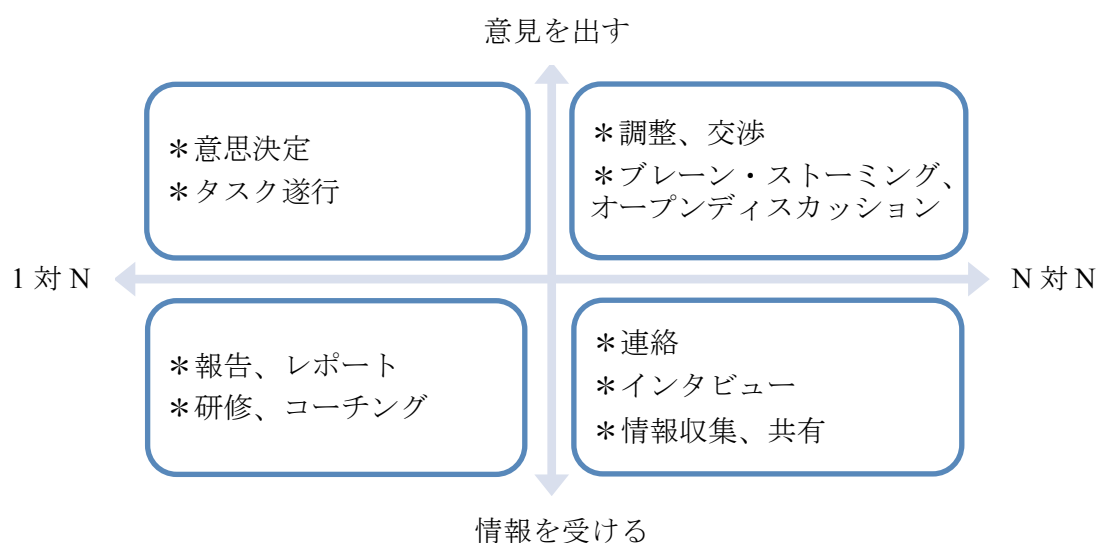 意見を出す
＊意思決定
＊タスク遂行
＊調整、交渉
＊ブレーン・ストーミング、
オープンディスカッション
1 対 N
N 対 N
＊報告、レポート
＊研修、コーチング
＊連絡
＊インタビュー
＊情報収集、共有
情報を受ける